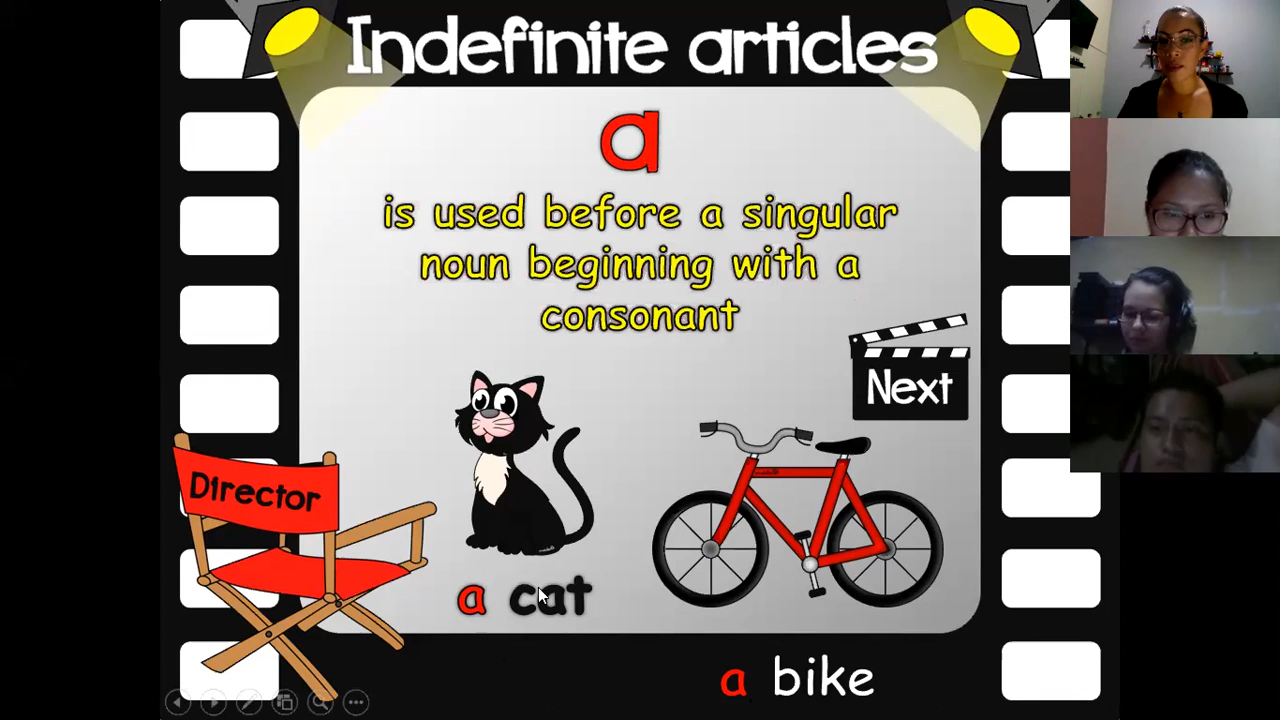 Indefinite articles
a
is used before a singular
noun beginning with a
consonant
Next
Director
a cat
a bike